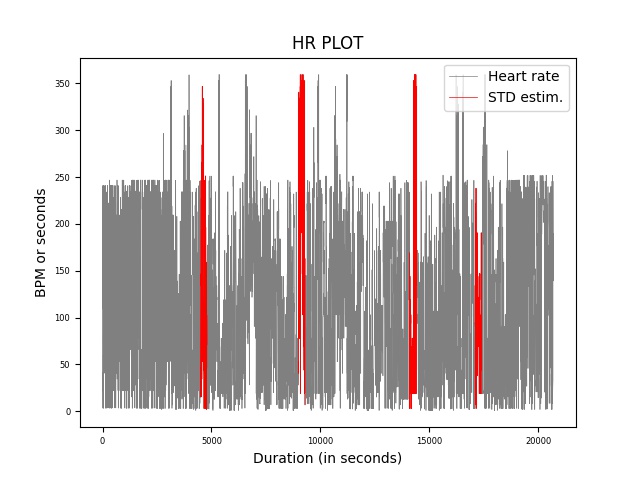 HR PLOT
Heart rate
STD estim.
BPM or seconds
350
300
250
200
150
100
50
0
0 5000 10000 15000 20000
Duration (in seconds)